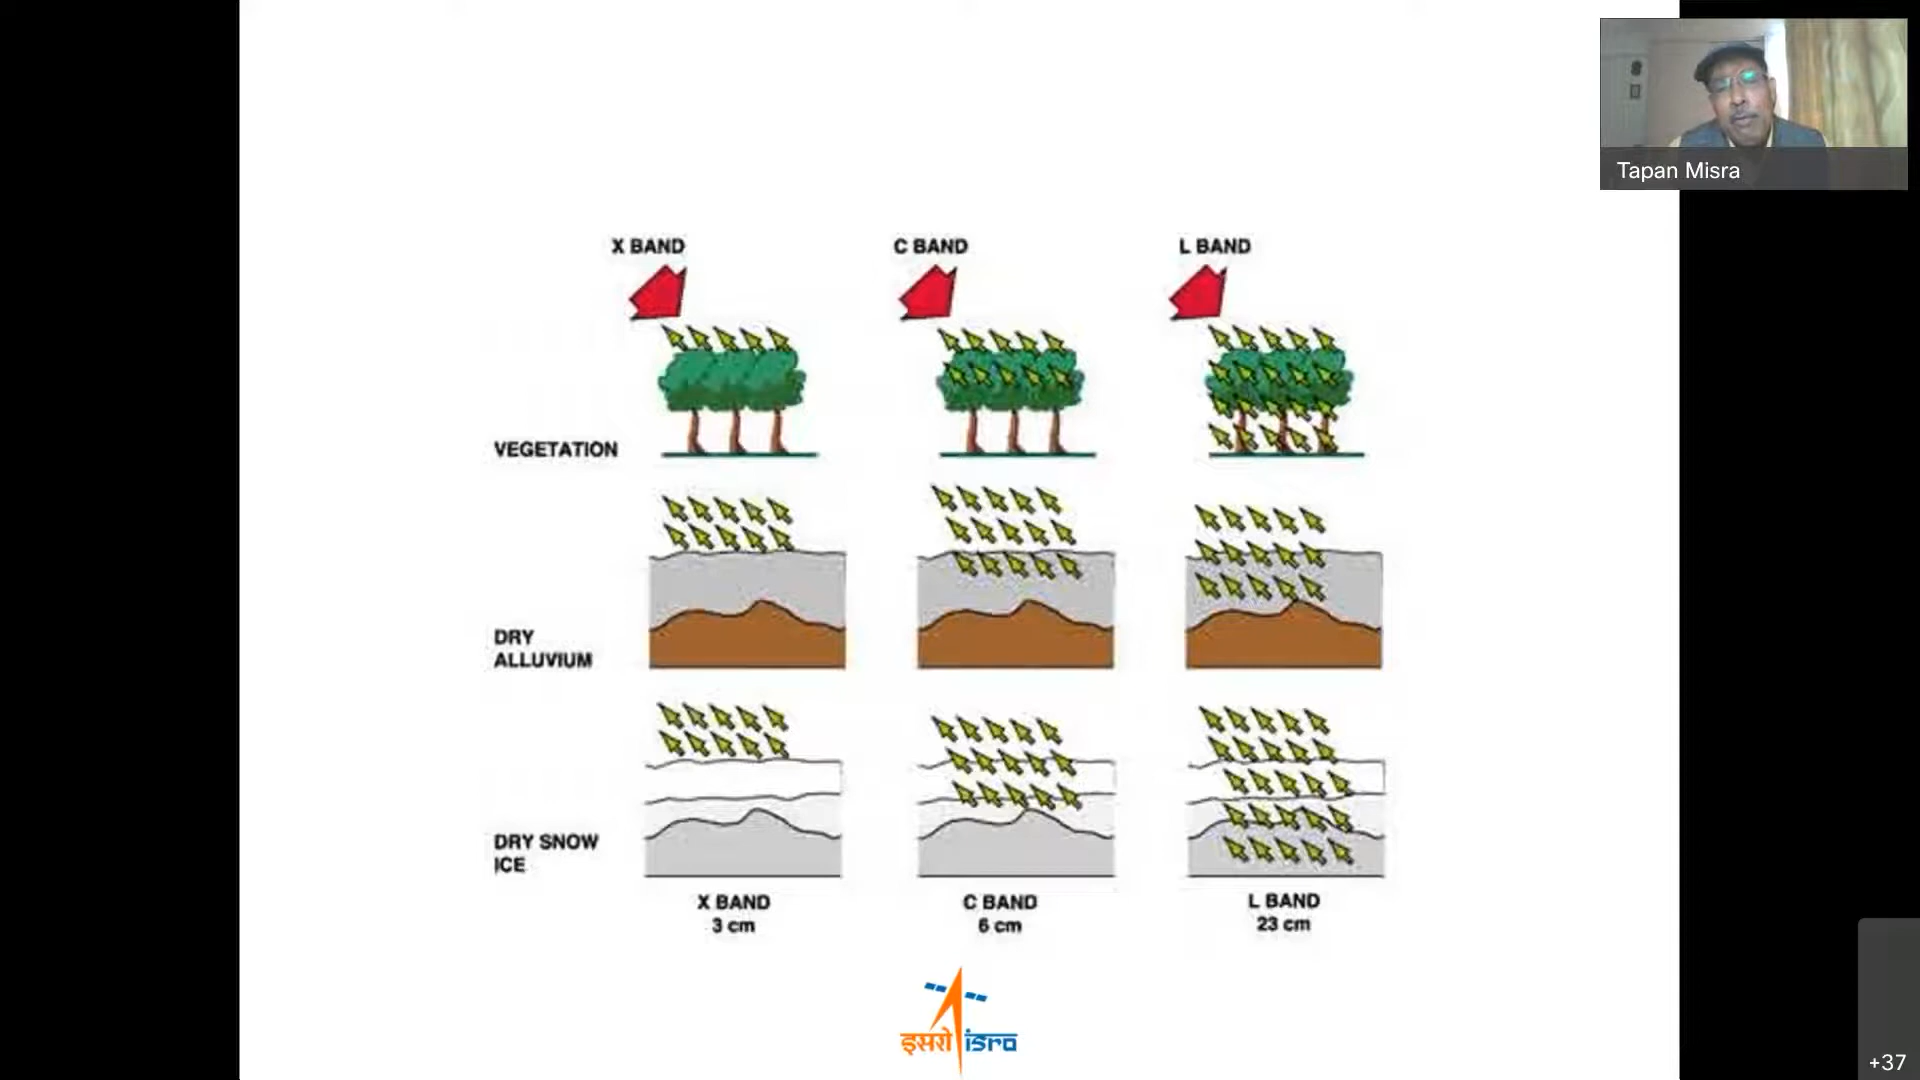 Tapan Misra
X BAND
C BAND
L BAND
VEGETATION
DRY
ALLUVIUM
DRY SNOW
ICE
X BAND
3 cm
C BAND
6 cm
L BAND
23 cm
इसरो isro
+37